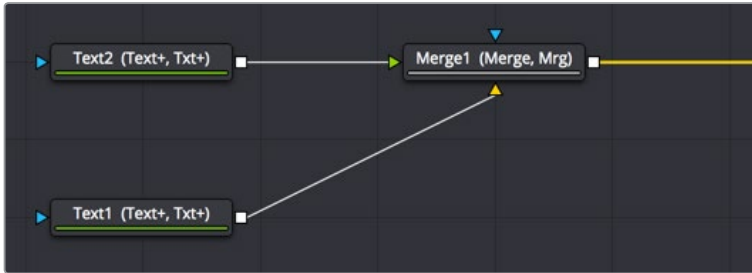 Text2 (Text+, Txt+)
Merge1 (Merge, Mrg)
Text1 (Text+, Txt+)